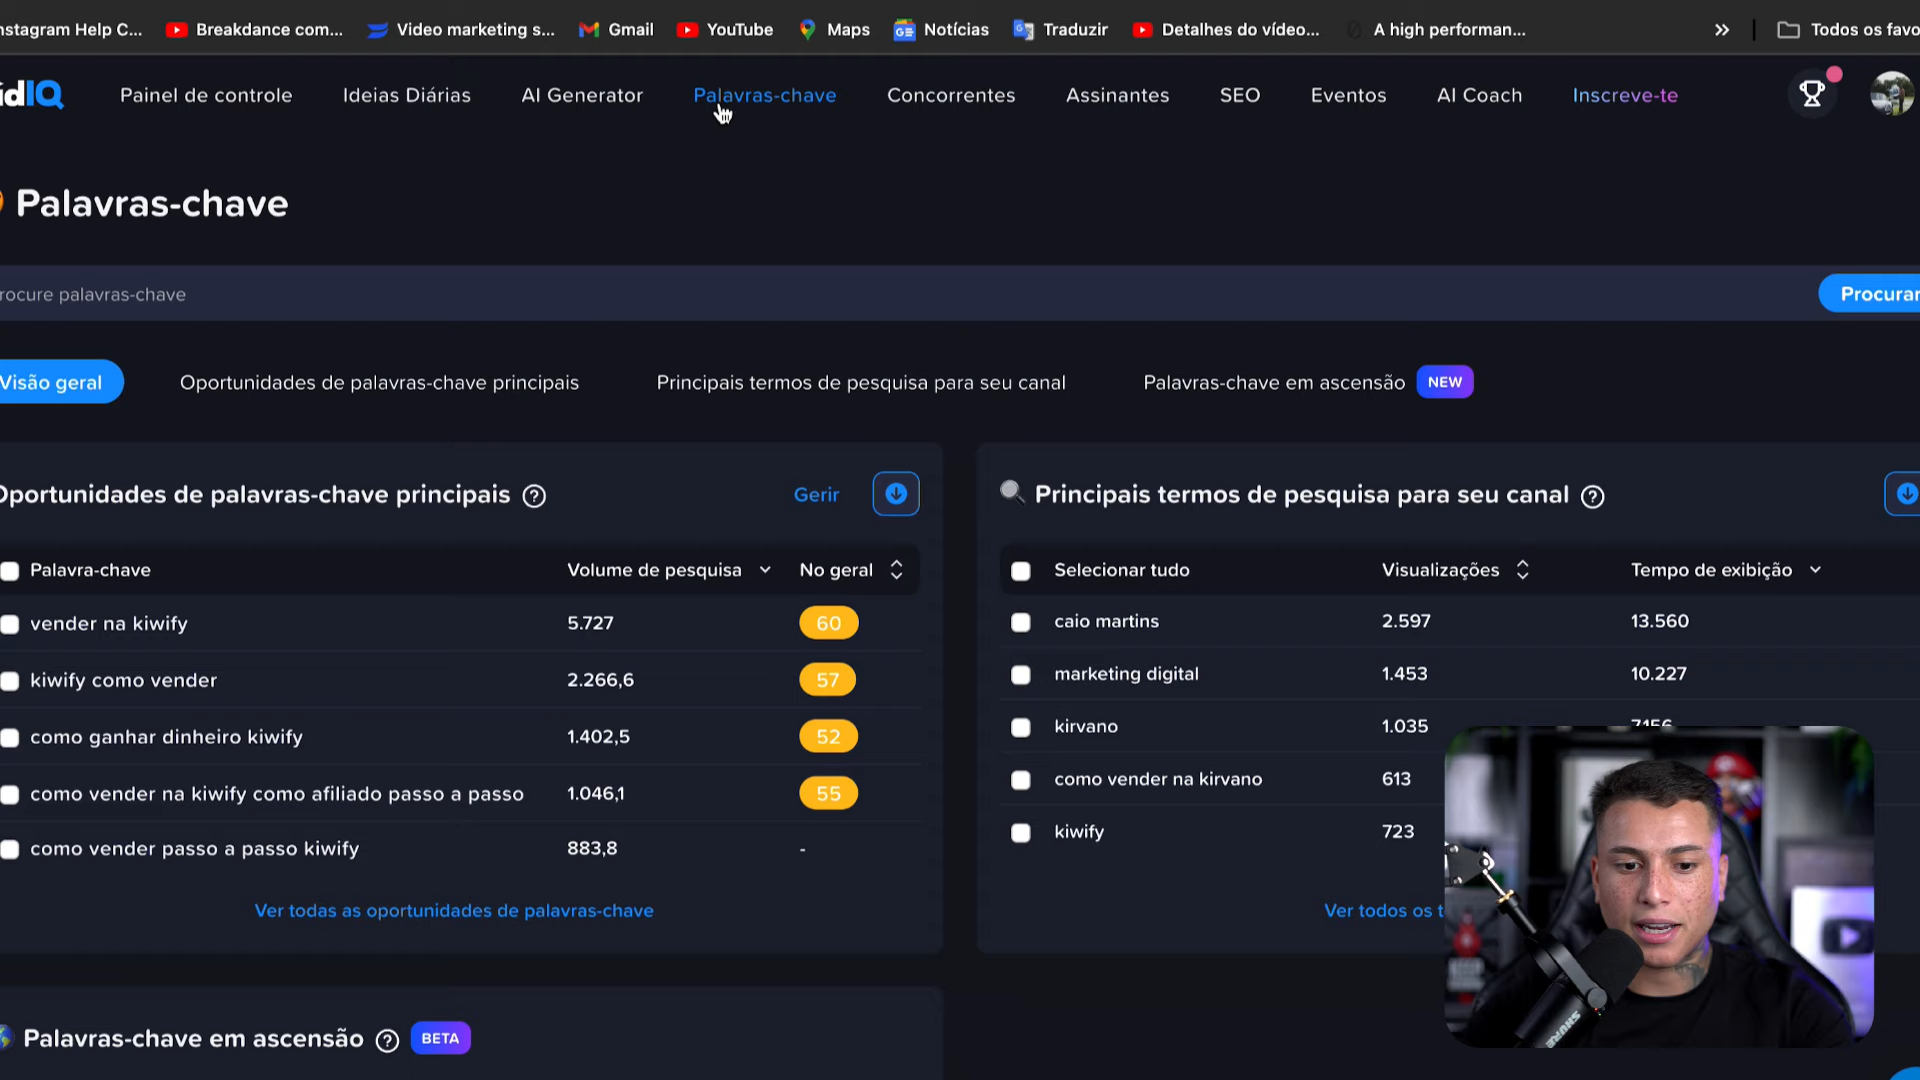 nstagram Help C...
Breakdance com...
Video marketing s...
Gmail
YouTube
Maps
Notícias
Traduzir
Detalhes do vídeo...
A high performan...
Todos os favo
idIQ
Painel de controle
Ideias Diárias
AI Generator
Palavras-chave
Concorrentes
Assinantes
SEO
Eventos
AI Coach
Inscreve-te
Palavras-chave
rocure palavras-chave
Procurar
Visão geral
Oportunidades de palavras-chave principais
Principais termos de pesquisa para seu canal
Palavras-chave em ascensão NEW
Oportunidades de palavras-chave principais
Gerir
Palavra-chave Volume de pesquisa No geral
vender na kiwify 5.727 60
kiwify como vender 2.266,6 57
como ganhar dinheiro kiwify 1.402,5 52
como vender na kiwify como afiliado passo a passo 1.046,1 55
como vender passo a passo kiwify 883,8 -
Ver todas as oportunidades de palavras-chave
Principais termos de pesquisa para seu canal
Selecionar tudo Visualizações Tempo de exibição
caio martins 2.597 13.560
marketing digital 1.453 10.227
kirvano 1.035 7.156
como vender na kirvano 613
kiwify 723
Ver todos os t
Palavras-chave em ascensão BETA
SHURE